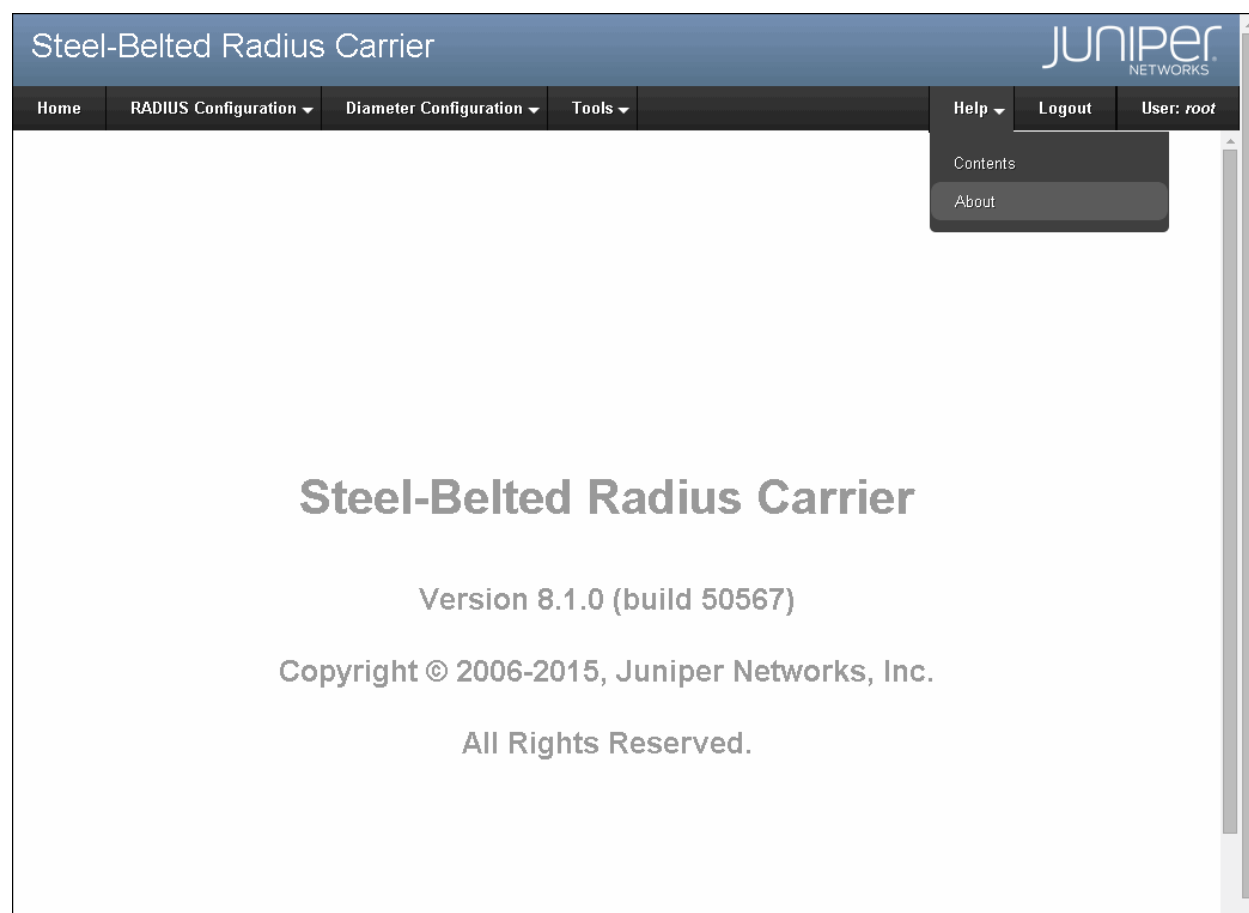 Steel-Belted Radius Carrier
JUNIPEr
NETWORKS
Home RADIUS Configuration Diameter Configuration Tools Help Logout User: root
Contents
About
Steel-Belted Radius Carrier
Version 8.1.0 (build 50567)
Copyright © 2006-2015, Juniper Networks, Inc.
All Rights Reserved.